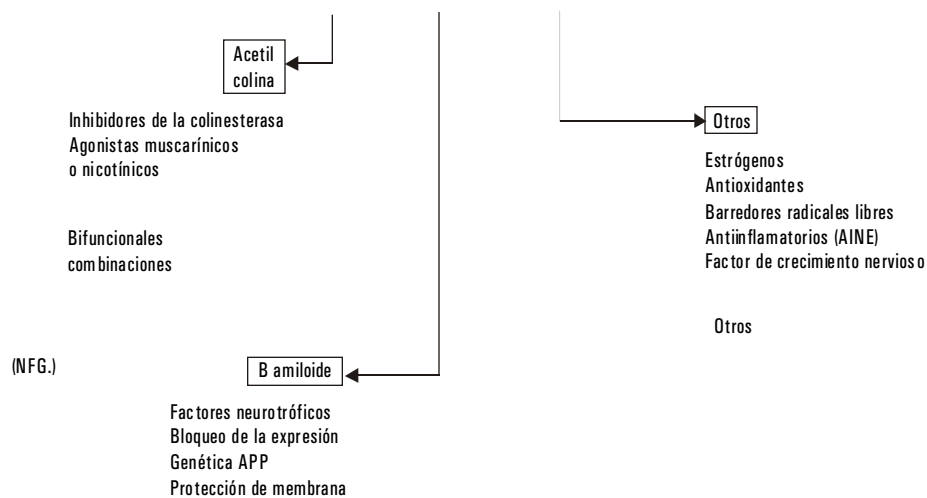 Acetil
colina
Inhibidores de la colinesterasa
Agonistas muscarínicos
o nicotínicos
Bifuncionales
combinaciones
Otros
Estrógenos
Antioxidantes
Barredores radicales libres
Antiinflamatorios (AINE)
Factor de crecimiento nervioso
Otros
(NFG.)
B amiloide
Factores neurotróficos
Bloqueo de la expresión
Genética APP
Protección de membrana